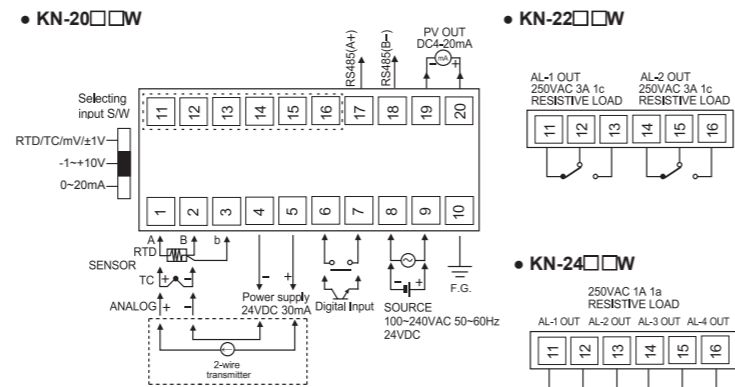 ● KN-20□□W
PV OUT
DC4-20mA
RS485(A+)
RS485(B-)
- mA +
Selecting
input S/W
RTD/TC/mV/±1V
-1~+10V
0~20mA
11 12 13 14 15 16 17 18 19 20
1 2 3 4 5 6 7 8 9 10
A B b
RTD
SENSOR
TC + -
ANALOG + -
- +
Power supply
24VDC 30mA
Digital Input
- +
SOURCE
100~240VAC 50~60Hz
24VDC
F.G.
2-wire
transmitter
● KN-22□□W
AL-1 OUT
250VAC 3A 1c
RESISTIVE LOAD
AL-2 OUT
250VAC 3A 1c
RESISTIVE LOAD
11 12 13 14 15 16
● KN-24□□W
250VAC 1A 1a
RESISTIVE LOAD
AL-1 OUT AL-2 OUT AL-3 OUT AL-4 OUT
11 12 13 14 15 16